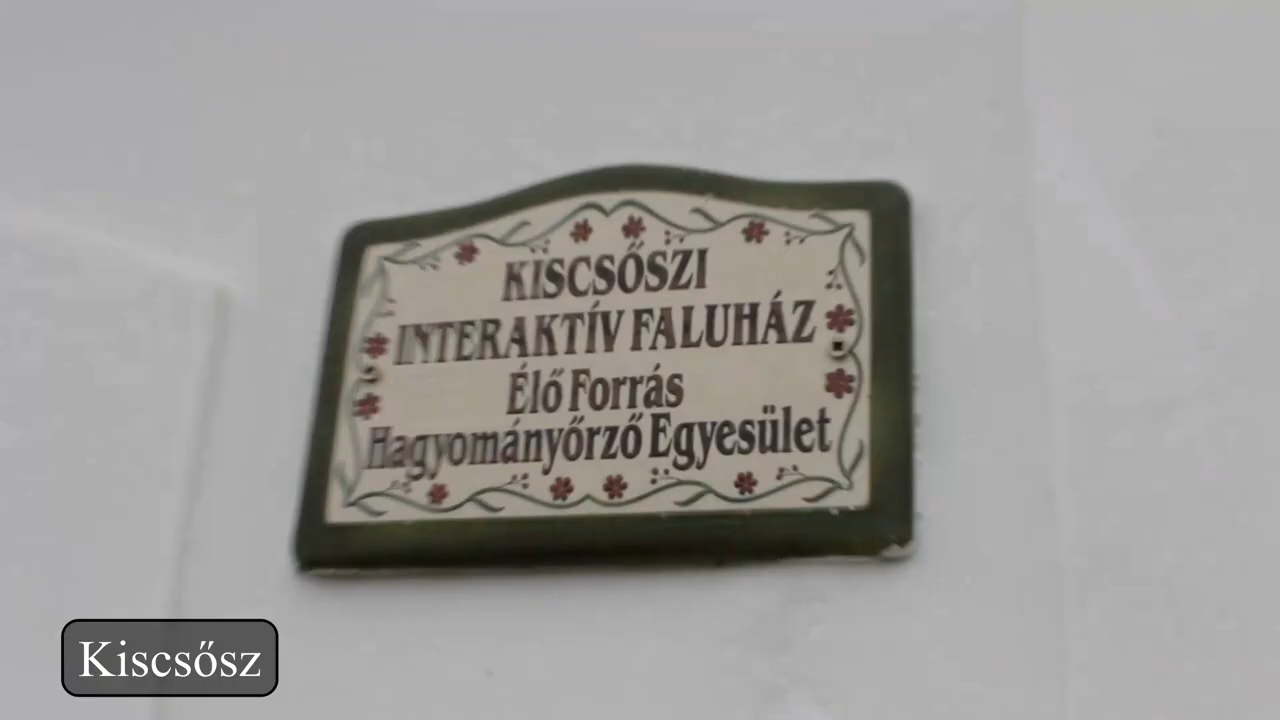 KISCSŐSZI
INTERAKTÍV FALUHÁZ
Élő Forrás
Hagyományőrző Egyesület
Kiscsősz